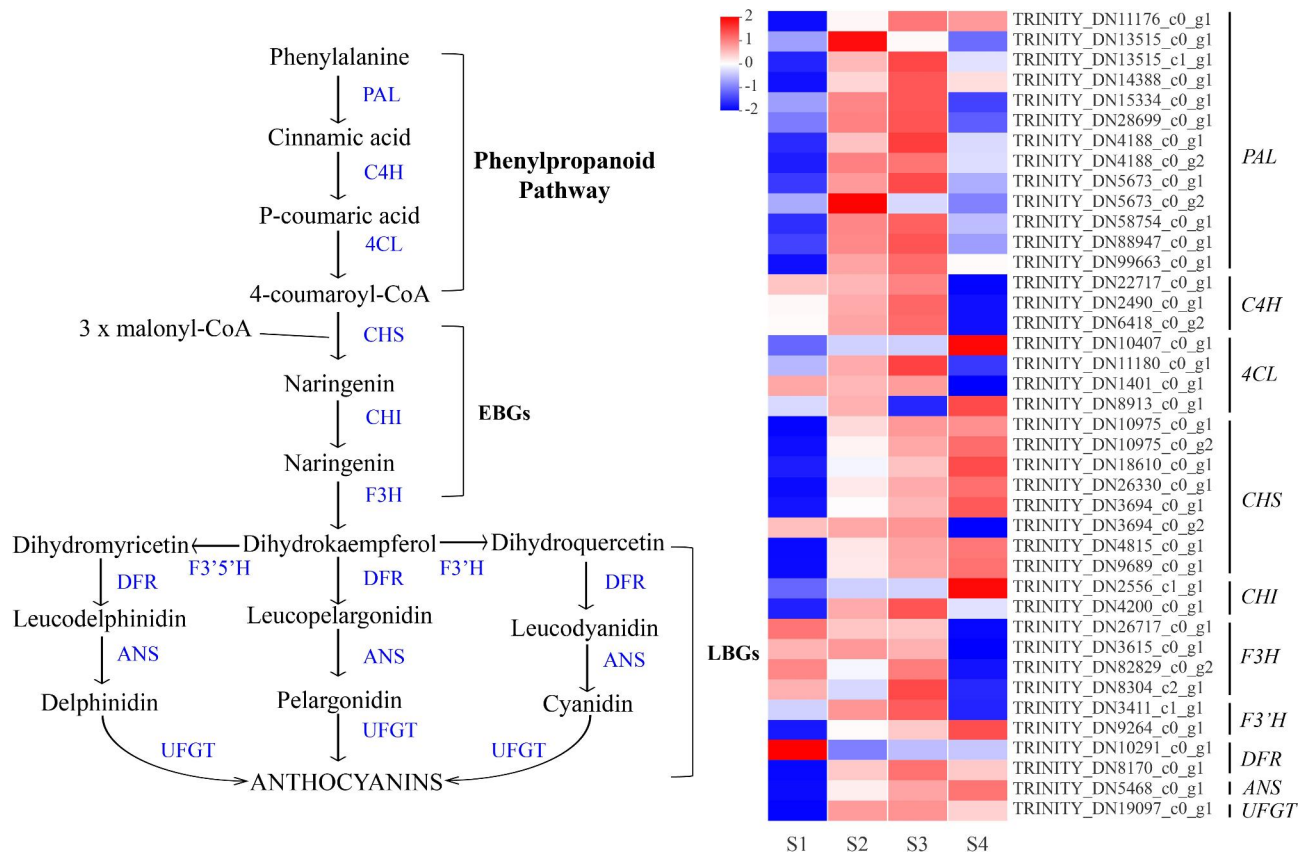 Phenylalanine
PAL
Cinnamic acid
C4H
P-coumaric acid
4CL
4-coumaroyl-CoA
Phenylpropanoid
Pathway
3 x malonyl-CoA
CHS
Naringenin
CHI
Naringenin
F3H
EBGs
Dihydromyricetin
Dihydrokaempferol
Dihydroquercetin
F3'5'H
F3'H
DFR
DFR
DFR
Leucodelphinidin
Leucopelargonidin
Leucodyanidin
ANS
ANS
ANS
Delphinidin
Pelargonidin
Cyanidin
UFGT
UFGT
UFGT
ANTHOCYANINS
LBGs
2
1
0
-1
-2
TRINITY_DN11176_c0_g1
TRINITY_DN13515_c0_g1
TRINITY_DN13515_c1_g1
TRINITY_DN14388_c0_g1
TRINITY_DN15334_c0_g1
TRINITY_DN28699_c0_g1
TRINITY_DN4188_c0_g1
TRINITY_DN4188_c0_g2
TRINITY_DN5673_c0_g1
TRINITY_DN5673_c0_g2
TRINITY_DN58754_c0_g1
TRINITY_DN88947_c0_g1
TRINITY_DN99663_c0_g1
TRINITY_DN22717_c0_g1
TRINITY_DN2490_c0_g1
TRINITY_DN6418_c0_g2
TRINITY_DN10407_c0_g1
TRINITY_DN11180_c0_g1
TRINITY_DN1401_c0_g1
TRINITY_DN8913_c0_g1
TRINITY_DN10975_c0_g1
TRINITY_DN10975_c0_g2
TRINITY_DN18610_c0_g1
TRINITY_DN26330_c0_g1
TRINITY_DN3694_c0_g1
TRINITY_DN3694_c0_g2
TRINITY_DN4815_c0_g1
TRINITY_DN9689_c0_g1
TRINITY_DN2556_c1_g1
TRINITY_DN4200_c0_g1
TRINITY_DN26717_c0_g1
TRINITY_DN3615_c0_g1
TRINITY_DN82829_c0_g2
TRINITY_DN8304_c2_g1
TRINITY_DN3411_c1_g1
TRINITY_DN9264_c0_g1
TRINITY_DN10291_c0_g1
TRINITY_DN8170_c0_g1
TRINITY_DN5468_c0_g1
TRINITY_DN19097_c0_g1
PAL
C4H
4CL
CHS
CHI
F3H
F3'H
DFR
ANS
UFGT
S1 S2 S3 S4